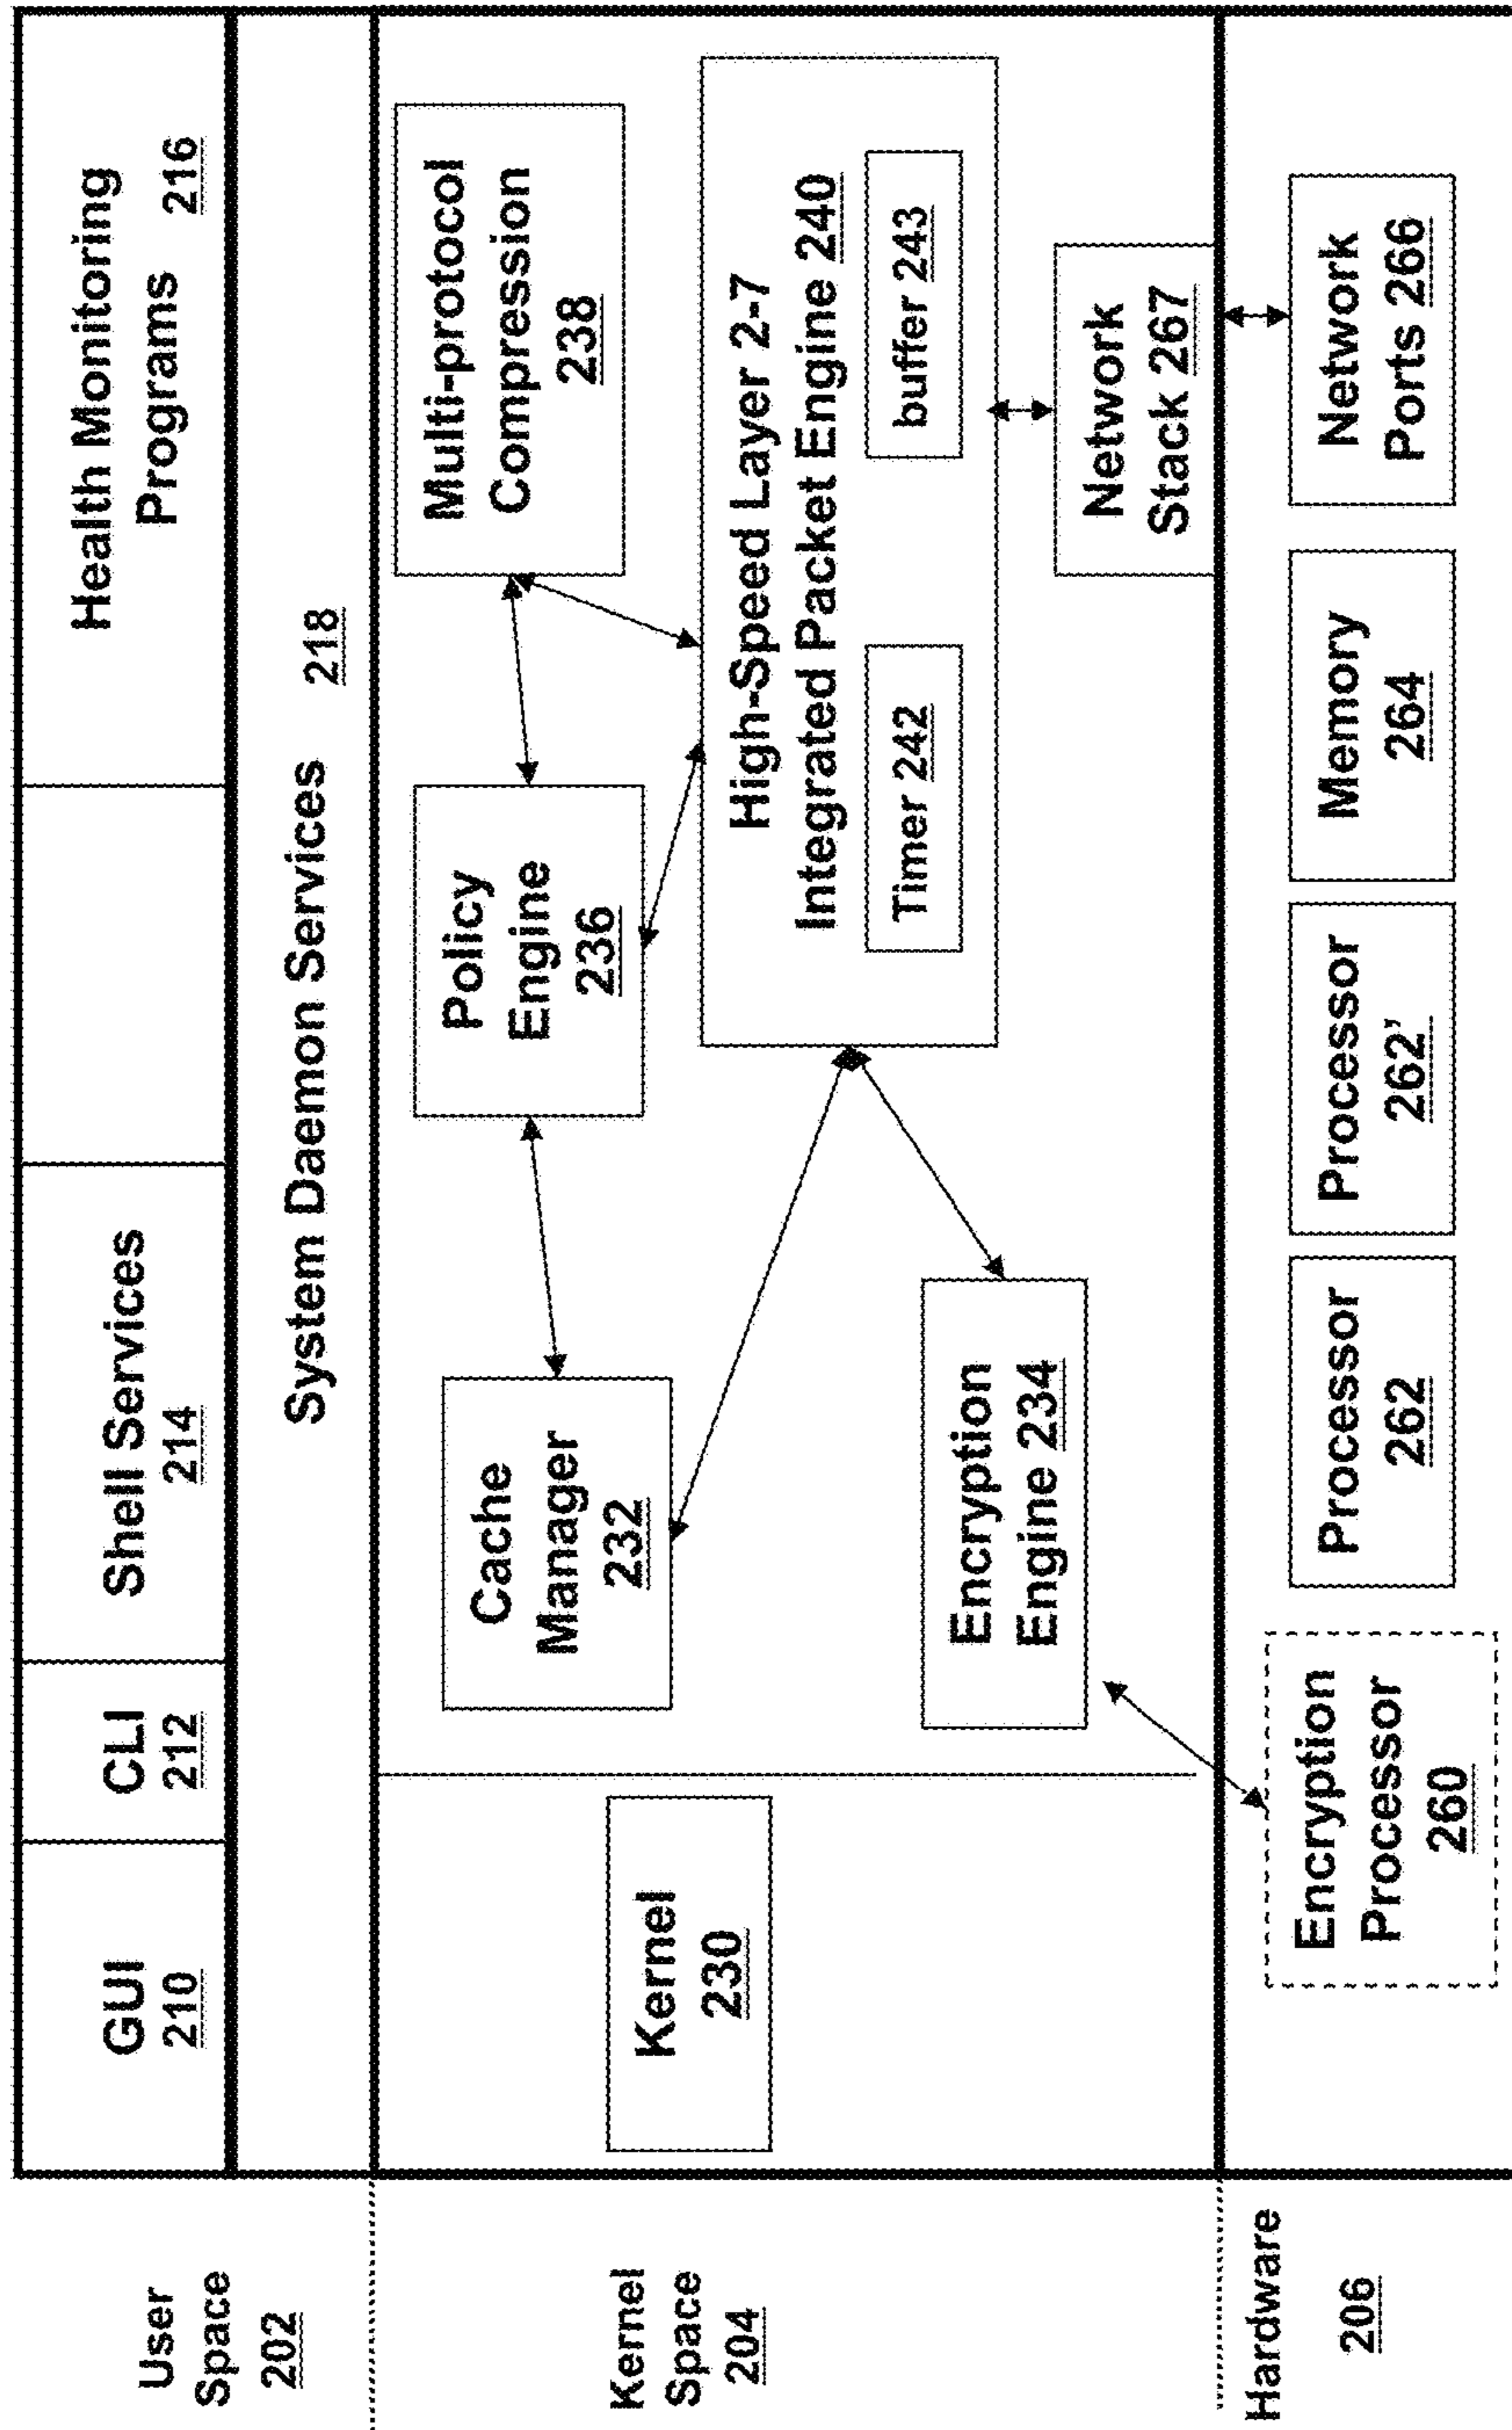 User
Space
202
GUI
210
CLI
212
Shell Services
214
Health Monitoring
Programs 216
System Daemon Services 218
Kernel
Space
204
Kernel
230
Cache
Manager
232
Policy
Engine
236
Multi-protocol
Compression
238
High-Speed Layer 2-7
Integrated Packet Engine 240
Timer 242
buffer 243
Encryption
Engine 234
Network
Stack 267
Hardware
206
Encryption
Processor
260
Processor
262
Processor
262’
Memory
264
Network
Ports 266